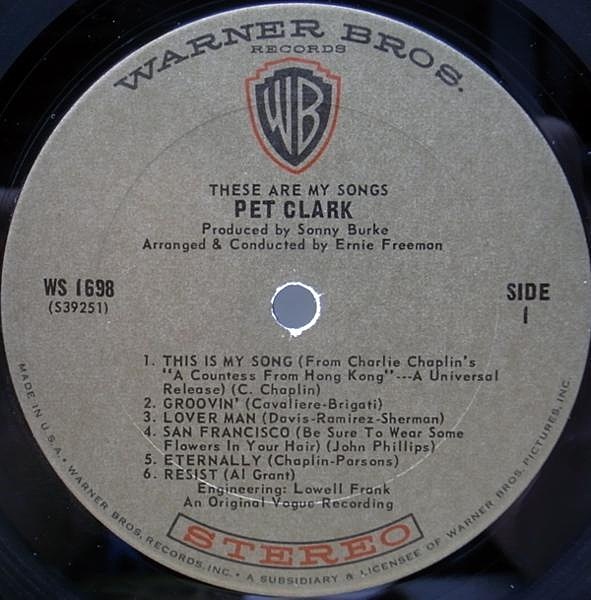 WARNER BROS.
RECORDS
WB
THESE ARE MY SONGS
PET CLARK
Produced by Sonny Burke
Arranged & Conducted by Ernie Freeman
WS 1698
(S39251)
SIDE
1
1. THIS IS MY SONG (From Charlie Chaplin's
"A Countess From Hong Kong"---A Universal
Release) (C. Chaplin)
2. GROOVIN' (Cavaliere-Brigati)
3. LOVER MAN (Davis-Ramirez-Sherman)
4. SAN FRANCISCO (Be Sure To Wear Some
Flowers In Your Hair) (John Phillips)
5. ETERNALLY (Chaplin-Parsons)
6. RESIST (Al Grant)
Engineering: Lowell Frank
An Original Vogue Recording
STEREO
MADE IN U.S.A. • WARNER BROS. RECORDS, INC. • A SUBSIDIARY & LICENSEE OF WARNER BROS. PICTURES, INC.